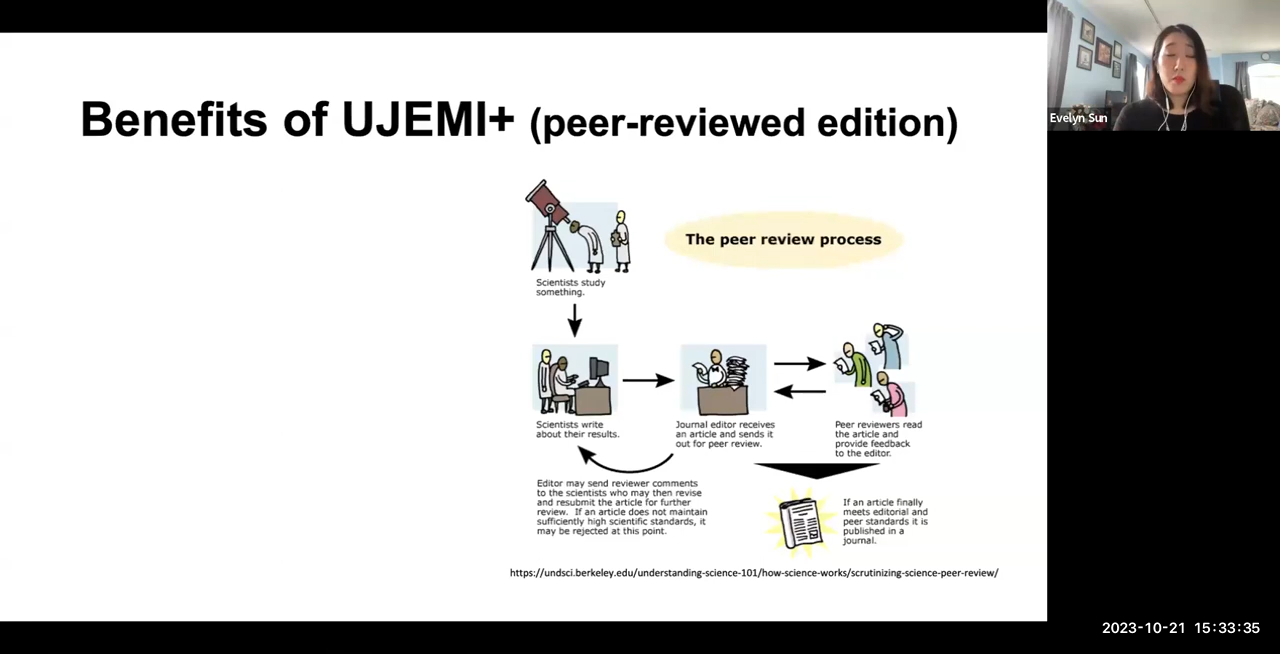 Benefits of UJEMI+ (peer-reviewed edition)
Evelyn Sun
The peer review process
Scientists study
something.
Scientists write
about their results.
Journal editor receives
an article and sends it
out for peer review.
Peer reviewers read
the article and
provide feedback
to the editor.
Editor may send reviewer comments
to the scientists who may then revise
and resubmit the article for further
review. If an article does not maintain
sufficiently high scientific standards, it
may be rejected at this point.
If an article finally
meets editorial and
peer standards it is
published in a
journal.
https://undsci.berkeley.edu/understanding-science-101/how-science-works/scrutinizing-science-peer-review/
2023-10-21 15:33:35